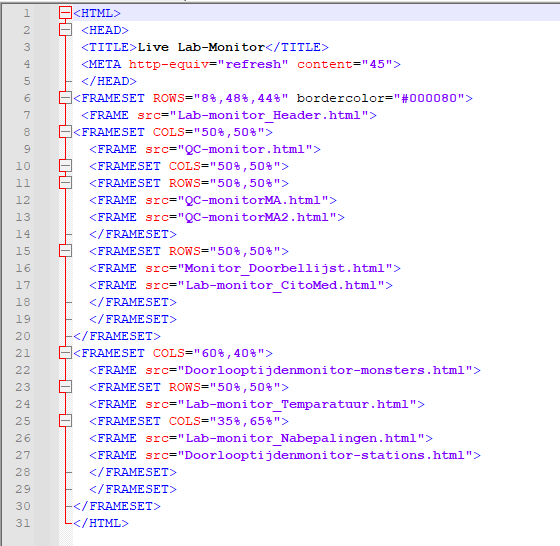 1 <HTML>
2 <HEAD>
3 <TITLE>Live Lab-Monitor</TITLE>
4 <META http-equiv="refresh" content="45">
5 </HEAD>
6 <FRAMESET ROWS="8%,48%,44%" bordercolor="#000080">
7 <FRAME src="Lab-monitor_Header.html">
8 <FRAMESET COLS="50%,50%">
9 <FRAME src="QC-monitor.html">
10 <FRAMESET COLS="50%,50%">
11 <FRAMESET ROWS="50%,50%">
12 <FRAME src="QC-monitorMA.html">
13 <FRAME src="QC-monitorMA2.html">
14 </FRAMESET>
15 <FRAMESET ROWS="50%,50%">
16 <FRAME src="Monitor_Doorbellijst.html">
17 <FRAME src="Lab-monitor_CitoMed.html">
18 </FRAMESET>
19 </FRAMESET>
20 </FRAMESET>
21 <FRAMESET COLS="60%,40%">
22 <FRAME src="Doorlooptijdenmonitor-monsters.html">
23 <FRAMESET ROWS="50%,50%">
24 <FRAME src="Lab-monitor_Temparatuur.html">
25 <FRAMESET COLS="35%,65%">
26 <FRAME src="Lab-monitor_Nabepalingen.html">
27 <FRAME src="Doorlooptijdenmonitor-stations.html">
28 </FRAMESET>
29 </FRAMESET>
30 </FRAMESET>
31 </HTML>